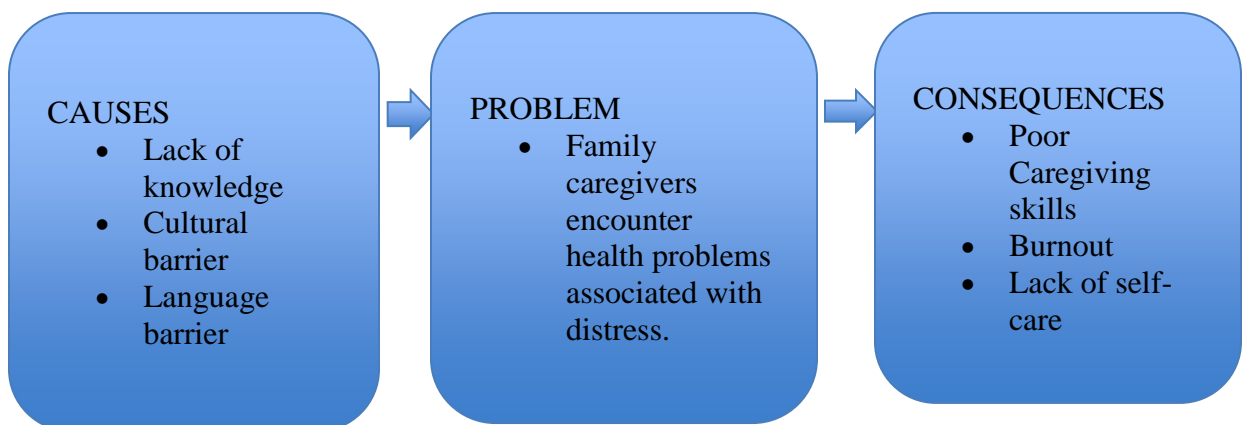 CAUSES
• Lack of
knowledge
• Cultural
barrier
• Language
barrier
PROBLEM
• Family
caregivers
encounter
health problems
associated with
distress.
CONSEQUENCES
• Poor
Caregiving
skills
• Burnout
• Lack of self-
care